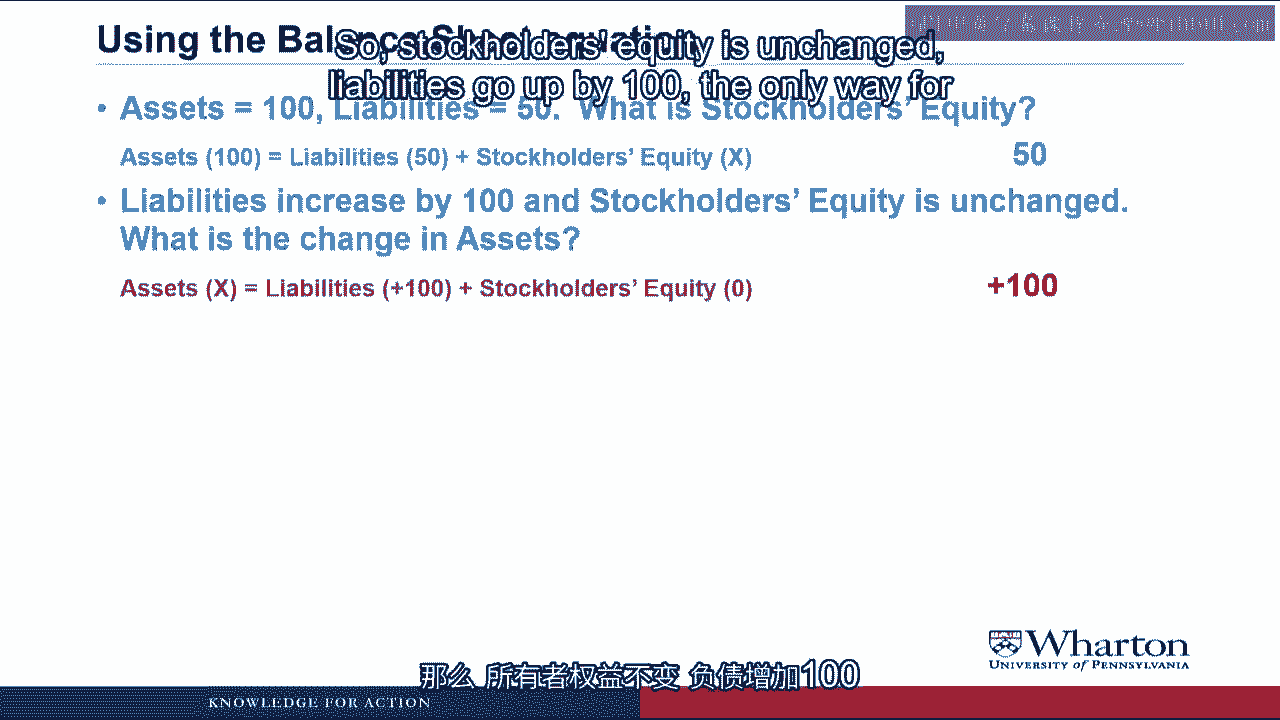 Using the Balance Sheet Equation
So, stockholders' equity is unchanged,
liabilities go up by 100, the only way for
• Assets = 100, Liabilities = 50. What is Stockholders' Equity?
Assets (100) = Liabilities (50) + Stockholders' Equity (X) 50
• Liabilities increase by 100 and Stockholders' Equity is unchanged.
What is the change in Assets?
Assets (X) = Liabilities (+100) + Stockholders' Equity (0) +100
Wharton
UNIVERSITY of PENNSYLVANIA
那么 所有者权益不变 负债增加100
KNOWLEDGE FOR ACTION